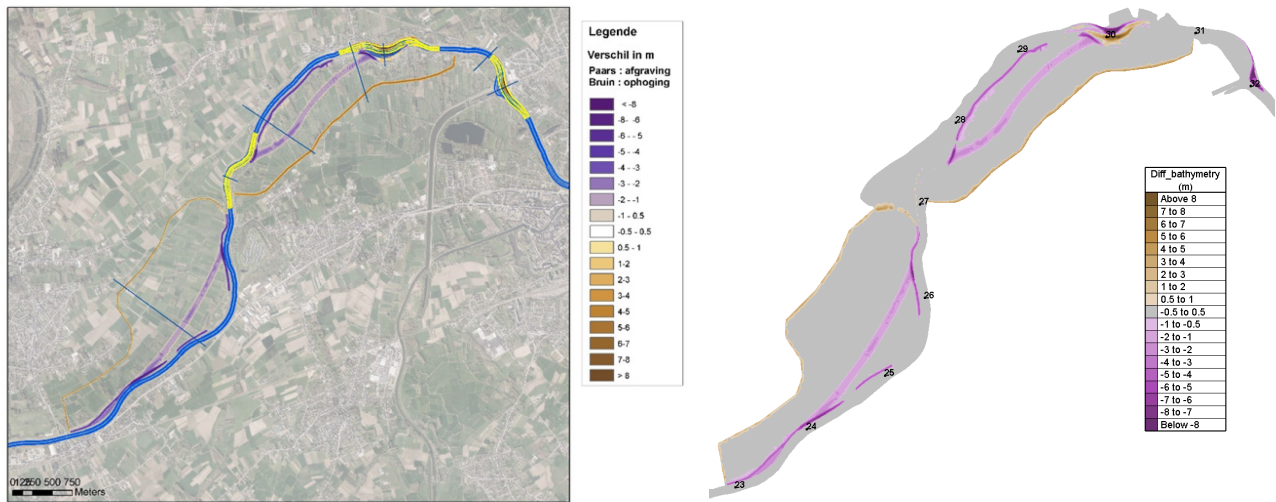 Legende
Verschil in m
Paars : afgraving
Bruin : ophoging
< -8
-8- -6
-6 - -5
-5 - -4
-4 - -3
-3 - -2
-2 - -1
-1 - 0.5
-0.5 - 0.5
0.5 - 1
1-2
2-3
3-4
4-5
5-6
6-7
7-8
> 8
500 750
Meters
23
24
25
26
27
28
29
30
31
32
Diff_bathymetry
(m)
Above 8
7 to 8
6 to 7
5 to 6
4 to 5
3 to 4
2 to 3
1 to 2
0.5 to 1
-0.5 to 0.5
-1 to -0.5
-2 to -1
-3 to -2
-4 to -3
-5 to -4
-6 to -5
-7 to -6
-8 to -7
Below -8